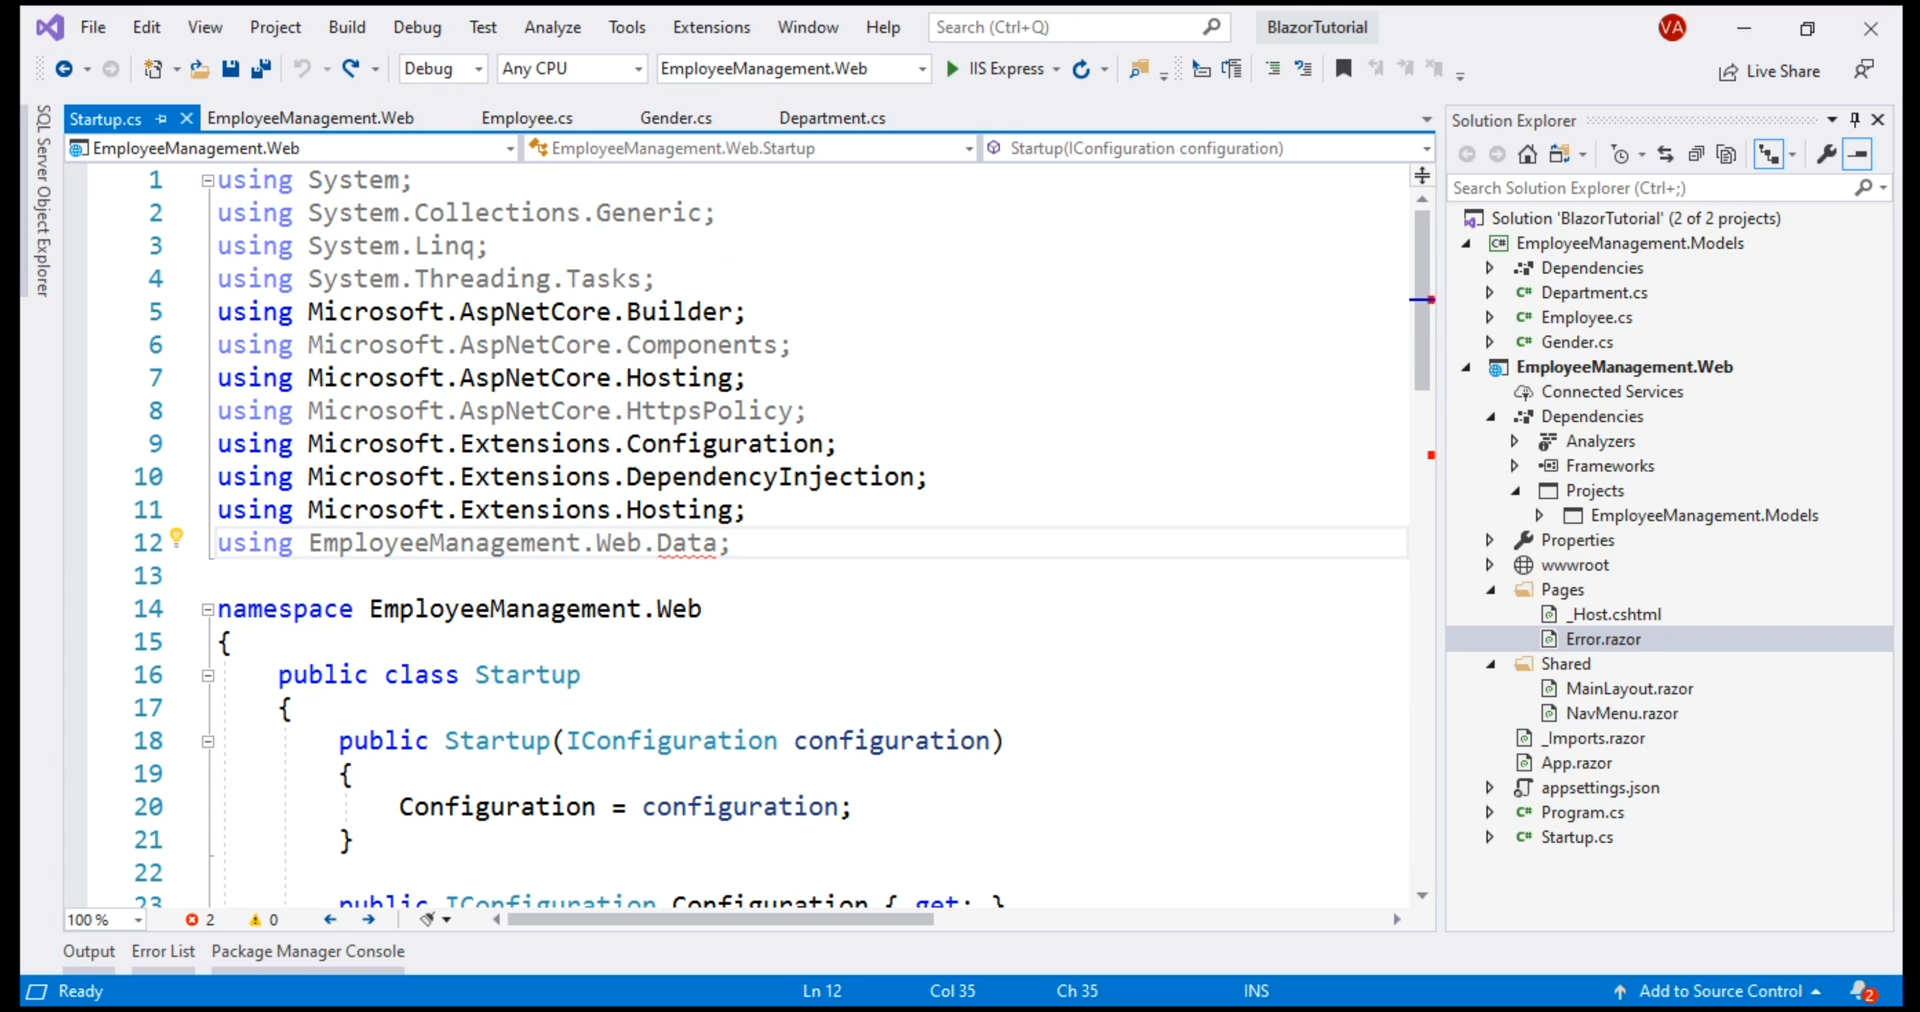 File Edit View Project Build Debug Test Analyze Tools Extensions Window Help Search (Ctrl+Q) BlazorTutorial VA
Debug Any CPU EmployeeManagement.Web IIS Express Live Share
SQL Server Object Explorer
Startup.cs EmployeeManagement.Web Employee.cs Gender.cs Department.cs
EmployeeManagement.Web EmployeeManagement.Web.Startup Startup(IConfiguration configuration)
1 using System;
2 using System.Collections.Generic;
3 using System.Linq;
4 using System.Threading.Tasks;
5 using Microsoft.AspNetCore.Builder;
6 using Microsoft.AspNetCore.Components;
7 using Microsoft.AspNetCore.Hosting;
8 using Microsoft.AspNetCore.HttpsPolicy;
9 using Microsoft.Extensions.Configuration;
10 using Microsoft.Extensions.DependencyInjection;
11 using Microsoft.Extensions.Hosting;
12 using EmployeeManagement.Web.Data;
13
14 namespace EmployeeManagement.Web
15 {
16 public class Startup
17 {
18 public Startup(IConfiguration configuration)
19 {
20 Configuration = configuration;
21 }
22
23 public IConfiguration Configuration { get; }
100 % 2 0
Output Error List Package Manager Console
Solution Explorer
Search Solution Explorer (Ctrl+;)
Solution 'BlazorTutorial' (2 of 2 projects)
C# EmployeeManagement.Models
Dependencies
C# Department.cs
C# Employee.cs
C# Gender.cs
EmployeeManagement.Web
Connected Services
Dependencies
Analyzers
Frameworks
Projects
EmployeeManagement.Models
Properties
wwwroot
Pages
_Host.cshtml
Error.razor
Shared
MainLayout.razor
NavMenu.razor
_Imports.razor
App.razor
appsettings.json
C# Program.cs
C# Startup.cs
Ready Ln 12 Col 35 Ch 35 INS Add to Source Control 2